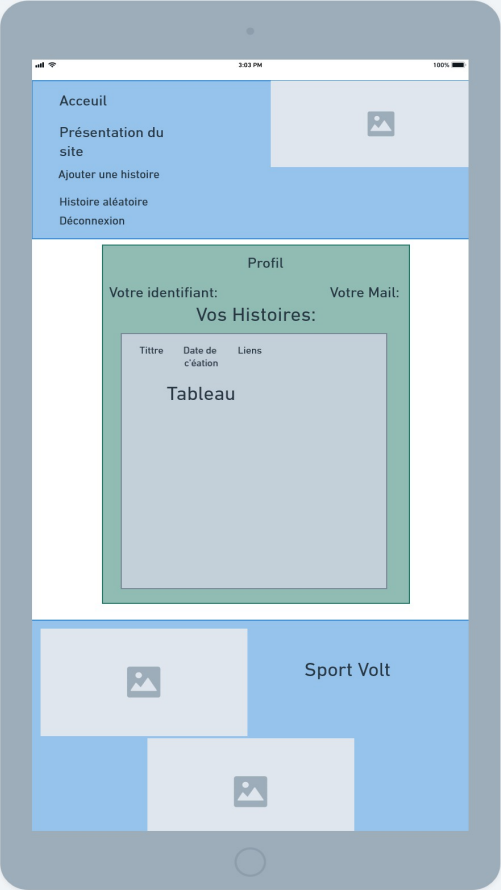 3:03 PM
100%
Acceuil
Présentation du
site
Ajouter une histoire
Histoire aléatoire
Déconnexion
Profil
Votre identifiant:
Votre Mail:
Vos Histoires:
Tittre
Date de
c'éation
Liens
Tableau
Sport Volt